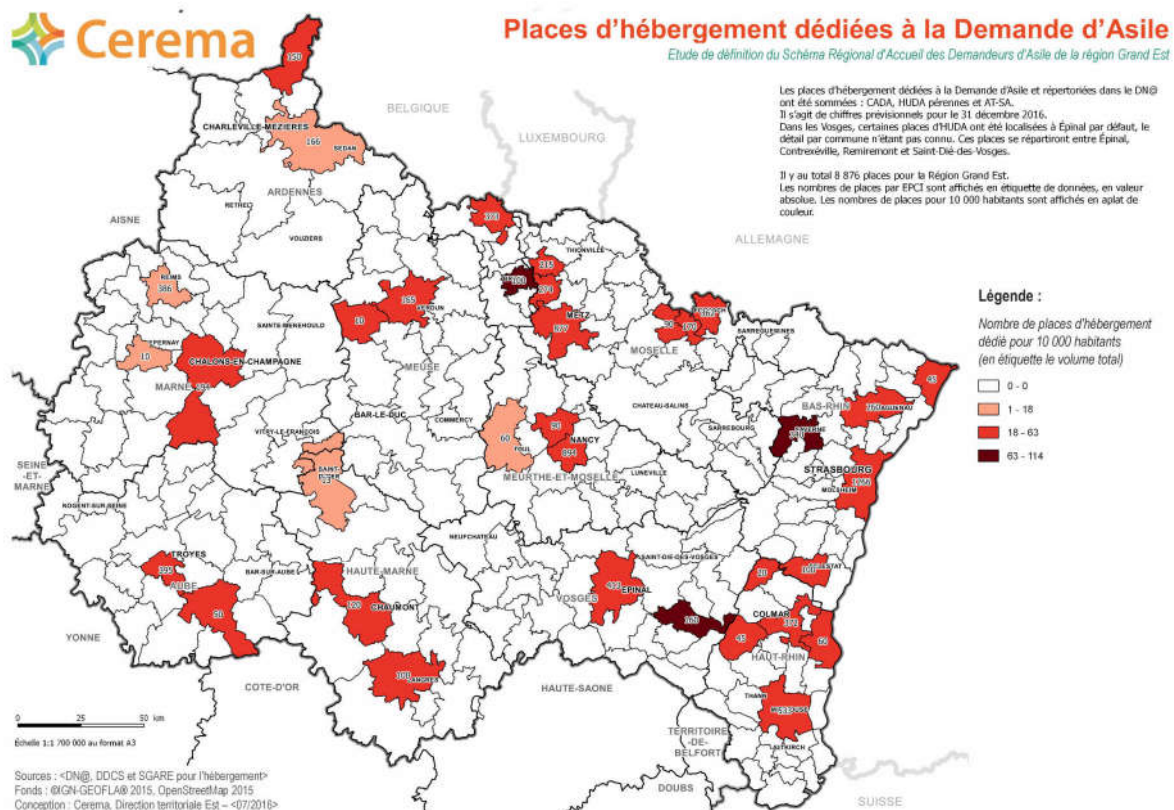 Cerema
Places d'hébergement dédiées à la Demande d'Asile
Etude de définition du Schéma Régional d'Accueil des Demandeurs d'Asile de la région Grand Est
Les places d'hébergement dédiées à la Demande d'Asile et répertoriées dans le DN@
ont été sommées : CADA, HUDA pérennes et AT-SA.
Il s'agit de chiffres prévisionnels pour le 31 décembre 2016.
Dans les Vosges, certaines places d'HUDA ont été localisées à Épinal par défaut, le
détail par commune n'étant pas connu. Ces places se répartiront entre Épinal,
Contrexéville, Remiremont et Saint-Dié-des-Vosges.
Il y au total 8 876 places pour la Région Grand Est.
Les nombres de places par EPCI sont affichés en étiquette de données, en valeur
absolue. Les nombres de places pour 10 000 habitants sont affichés en aplat de
couleur.
150
BELGIQUE
LUXEMBOURG
CHARLEVILLE-MEZIERES
166
SEDAN
ARDENNES
RETHEL
AISNE
VOUZIERS
THIONVILLE
ALLEMAGNE
215
REIMS
386
165
VERDUN
10
METZ
90
170
SAINTE-MENEHOULD
SARREGUEMINES
EPERNAY
10
CHALONS-EN-CHAMPAGNE
MOSELLE
MEUSE
MARNE
45
BAS-RHIN
CHATEAU-SALINS
BAR-LE-DUC
COMMERCY
SARREBOURG
VITRY-LE-FRANCOIS
90
60
TOUL
NANCY
894
SEINE
-ET-
MARNE
SAINT-
STRASBOURG
MOLSHEIM
LUNEVILLE
MEURTHE-ET-MOSELLE
NOGENT-SUR-SEINE
NEUFCHATEAU
TROYES
395
AUBE
BAR-SUR-AUBE
HAUTE-MARNE
SAINT-DIE-DES-VOSGES
EPINAL
VOSGES
20
50
120
CHAUMONT
160
COLMAR
45
60
YONNE
HAUT-RHIN
100
LANGRES
COTE-D'OR
HAUTE-SAONE
THANN
TERRITOIRE
-DE-
BELFORT
ALTKIRCH
DOUBS
SUISSE
Légende :
Nombre de places d'hébergement
dédié pour 10 000 habitants
(en étiquette le volume total)
0 - 0
1 - 18
18 - 63
63 - 114
0 25 50 km
Échelle 1:1 700 000 au format A3
Sources : <DN@, DDCS et SGARE pour l'hébergement>
Fonds : ©IGN-GEOFLA® 2015, OpenStreetMap 2015
Conception : Cerema, Direction territoriale Est – <07/2016>